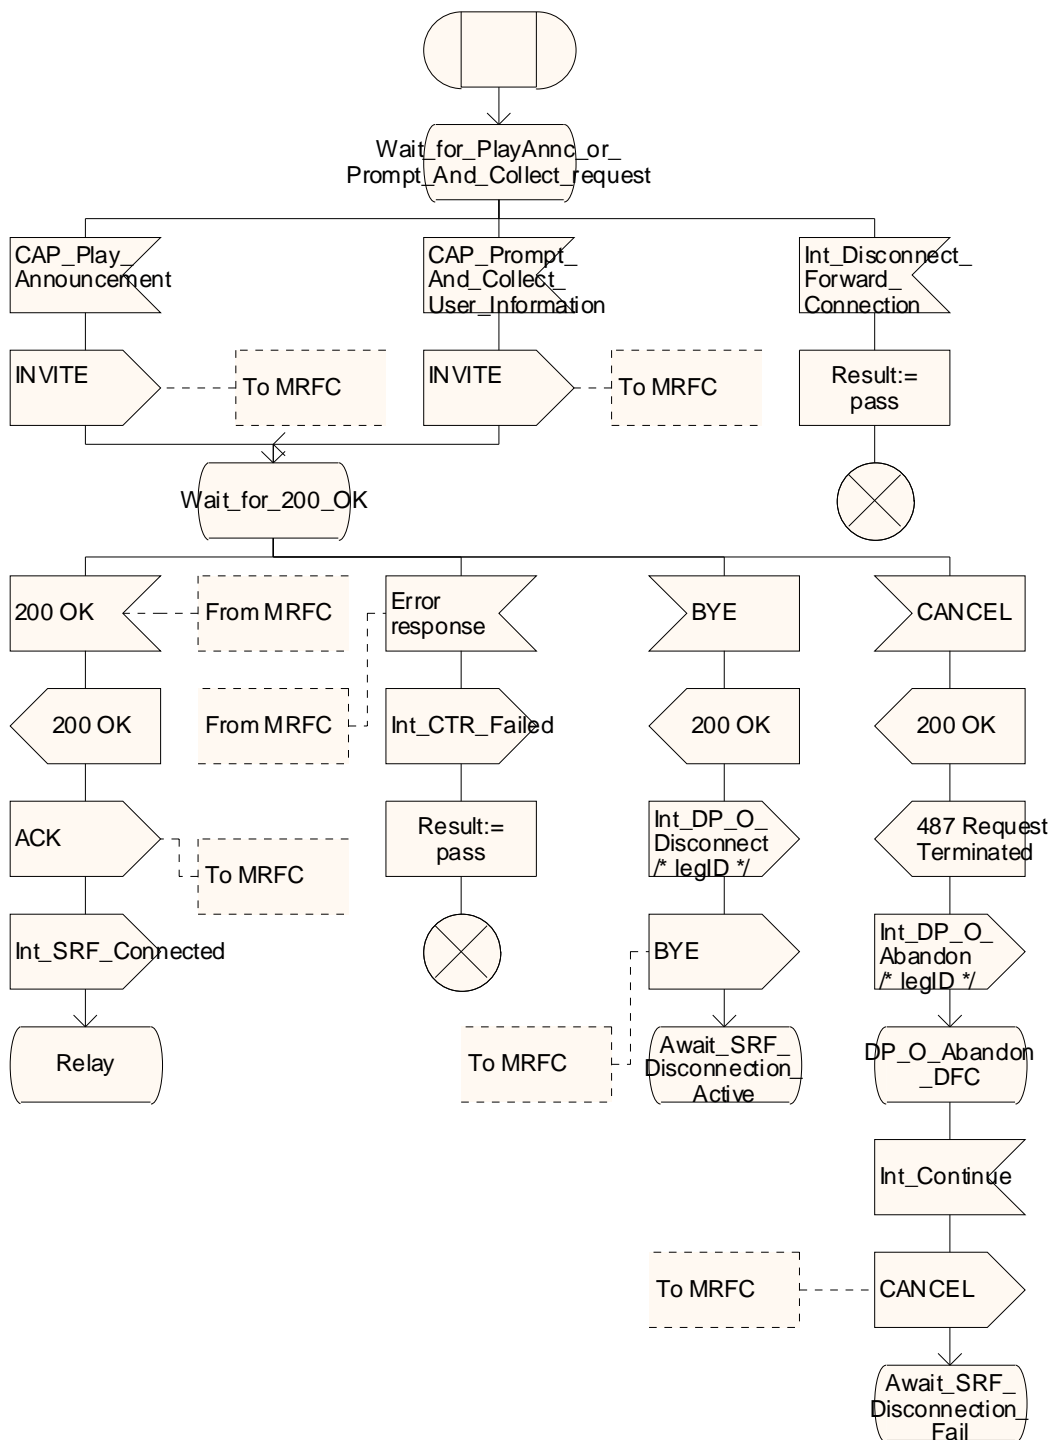 Wait_for_PlayAnnc_or_
Prompt_And_Collect_request
CAP_Play_
Announcement
CAP_Prompt_
And_Collect_
User_Information
Int_Disconnect_
Forward_
Connection
INVITE
To MRFC
INVITE
To MRFC
Result:=
pass
Wait_for_200_OK
200 OK
From MRFC
Error
response
BYE
CANCEL
200 OK
From MRFC
Int_CTR_Failed
200 OK
200 OK
ACK
To MRFC
Result:=
pass
Int_DP_O_
Disconnect
/* legID */
487 Request
Terminated
Int_SRF_Connected
BYE
Int_DP_O_
Abandon
/* legID */
Relay
To MRFC
Await_SRF_
Disconnection_
Active
DP_O_Abandon
_DFC
Int_Continue
To MRFC
CANCEL
Await_SRF_
Disconnection_
Fail